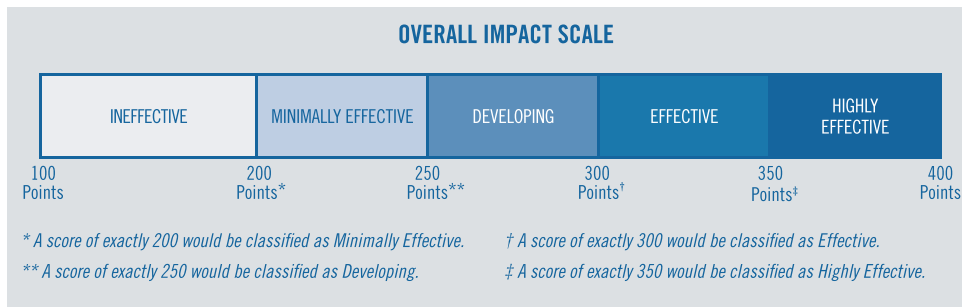 OVERALL IMPACT SCALE
INEFFECTIVE
MINIMALLY EFFECTIVE
DEVELOPING
EFFECTIVE
HIGHLY
EFFECTIVE
100
Points
200
Points*
250
Points**
300
Points†
350
Points‡
400
Points
* A score of exactly 200 would be classified as Minimally Effective.
** A score of exactly 250 would be classified as Developing.
† A score of exactly 300 would be classified as Effective.
‡ A score of exactly 350 would be classified as Highly Effective.